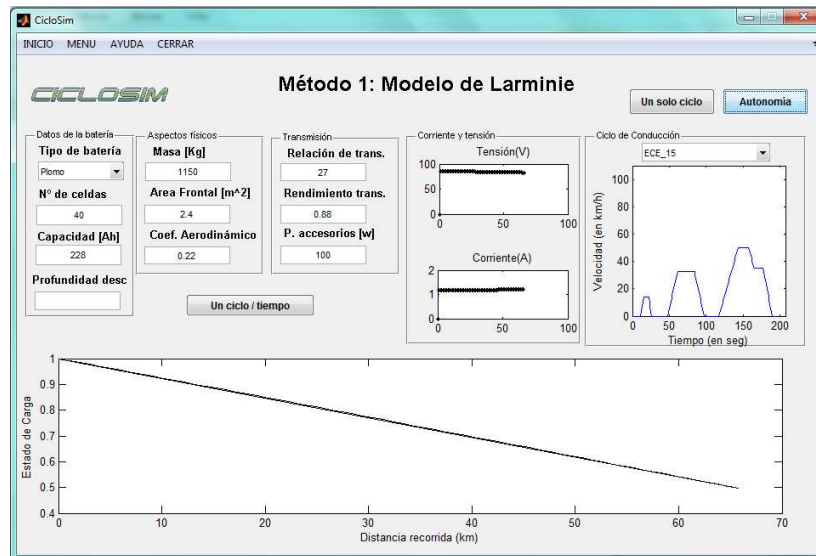 CicloSim
INICIO MENU AYUDA CERRAR
CICLOSIM
Método 1: Modelo de Larminie
Un solo ciclo
Autonomía
Datos de la batería
Tipo de batería
Plomo
Nº de celdas
40
Capacidad [Ah]
228
Profundidad desc
Aspectos físicos
Masa [Kg]
1150
Area Frontal [m^2]
2.4
Coef. Aerodinámico
0.22
Transmisión
Relación de trans.
27
Rendimiento trans.
0.88
P. accesorios [w]
100
Un ciclo / tiempo
Corriente y tensión
Tensión(V)
100
50
0
0 50 100
Corriente(A)
2
1
0
0 50 100
Ciclo de Conducción
ECE_15
Velocidad (en km/h)
100
80
60
40
20
0
0 50 100 150 200
Tiempo (en seg)
Estado de Carga
1
0.9
0.8
0.7
0.6
0.5
0.4
0 10 20 30 40 50 60 70
Distancia recorrida (km)